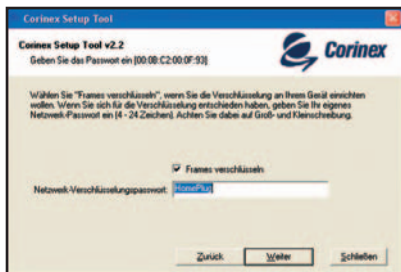 Corinex Setup Tool
Corinex Setup Tool v2.2
Geben Sie das Passwort ein [00:0B:C2:00:0F:93]
Corinex
Wählen Sie "Frames verschlüsseln", wenn Sie die Verschlüsselung an Ihrem Gerät einrichten
wollen. Wenn Sie sich für die Verschlüsselung entschieden haben, geben Sie Ihr eigenes
Netzwerk-Passwort ein (4 - 24 Zeichen). Achten Sie dabei auf Groß- und Kleinschreibung.
Frames verschlüsseln
Netzwerk-Verschlüsselungspasswort: HomePlug
Zurück Weiter Schließen